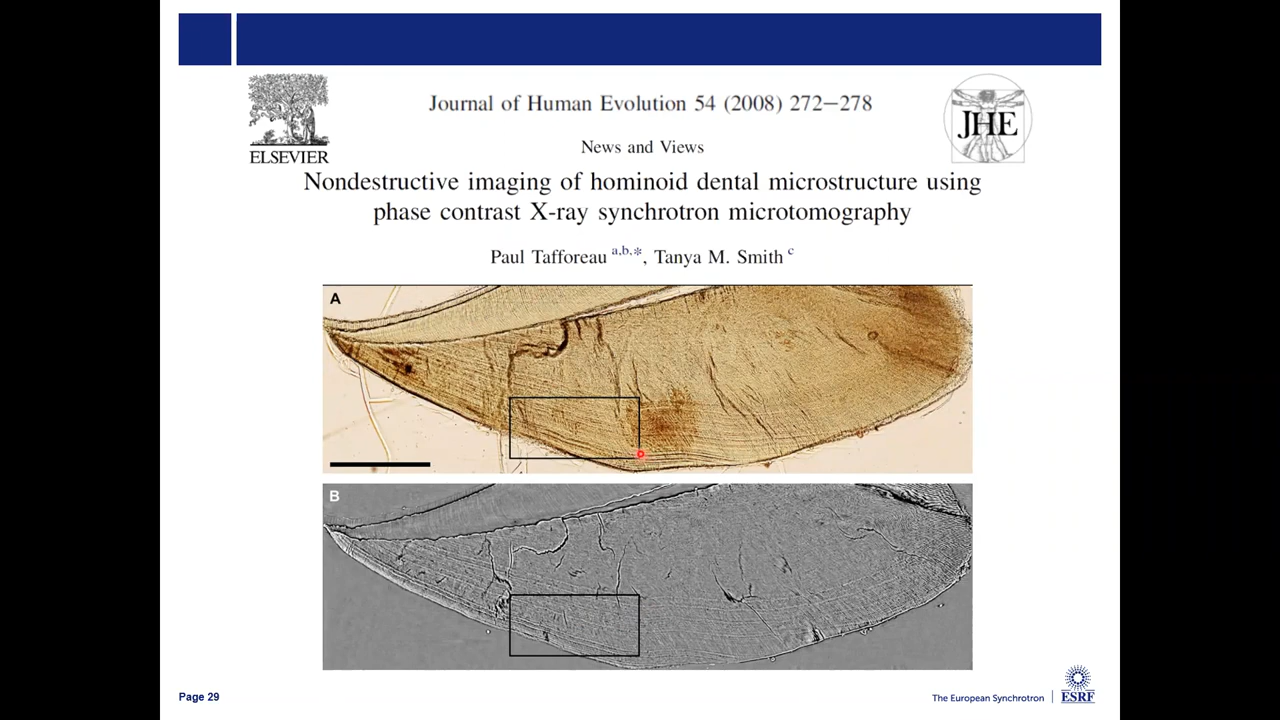 ELSEVIER
Journal of Human Evolution 54 (2008) 272–278
JHE
News and Views
Nondestructive imaging of hominoid dental microstructure using
phase contrast X-ray synchrotron microtomography
Paul Tafforeau a,b,*, Tanya M. Smith c
A
B
Page 29
The European Synchrotron
ESRF